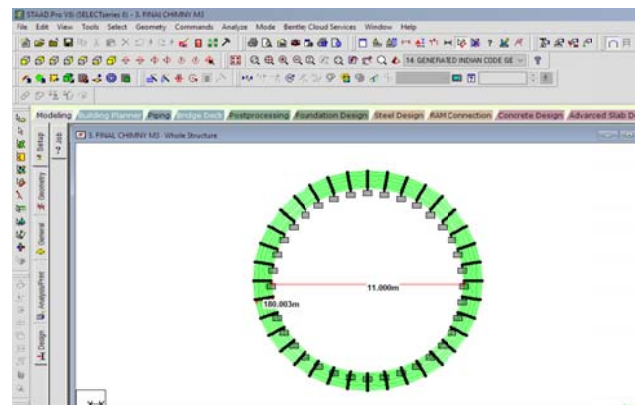 STAAD.Pro V8i (SELECTseries 6) - 3. FINAL CHIMNY M3
File Edit View Tools Select Geometry Commands Analyze Mode Bentley Cloud Services Window Help
14: GENERATED INDIAN CODE GE
Modeling Building Planner Piping Bridge Deck Postprocessing Foundation Design Steel Design RAM Connection Concrete Design Advanced Slab D
3. FINAL CHIMNY M3 - Whole Structure
Job
Setup
Geometry
General
Analysis/Print
Design
11.000m
180.003m